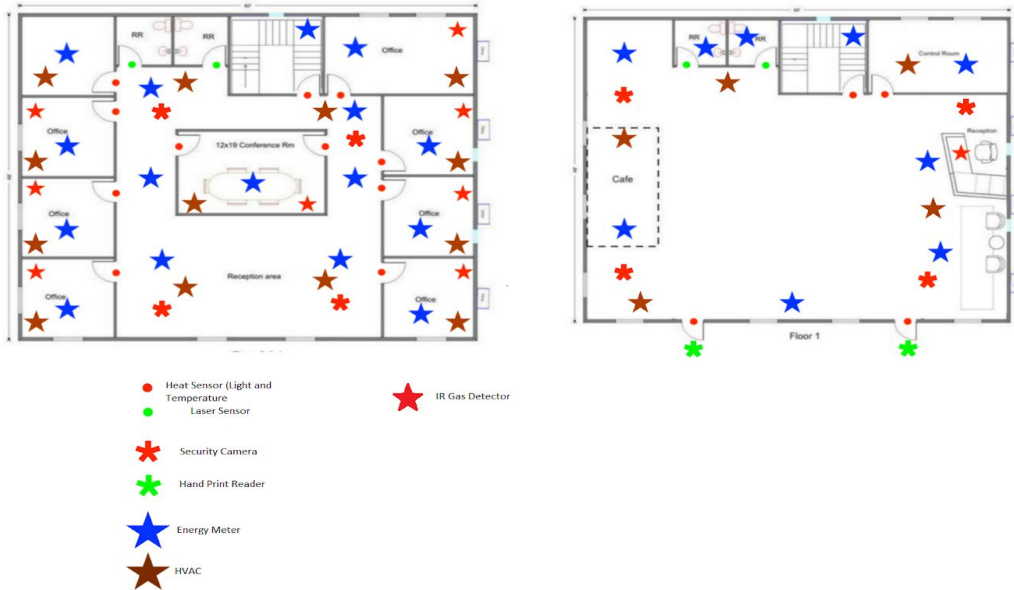 RR
RR
Office
Office
12x19 Conference Rm
Office
Office
Office
Reception area
Office
Office
RR
RR
Control Room
Reception
Cafe
Floor 1
Heat Sensor (Light and
Temperature
Laser Sensor
IR Gas Detector
Security Camera
Hand Print Reader
Energy Meter
HVAC